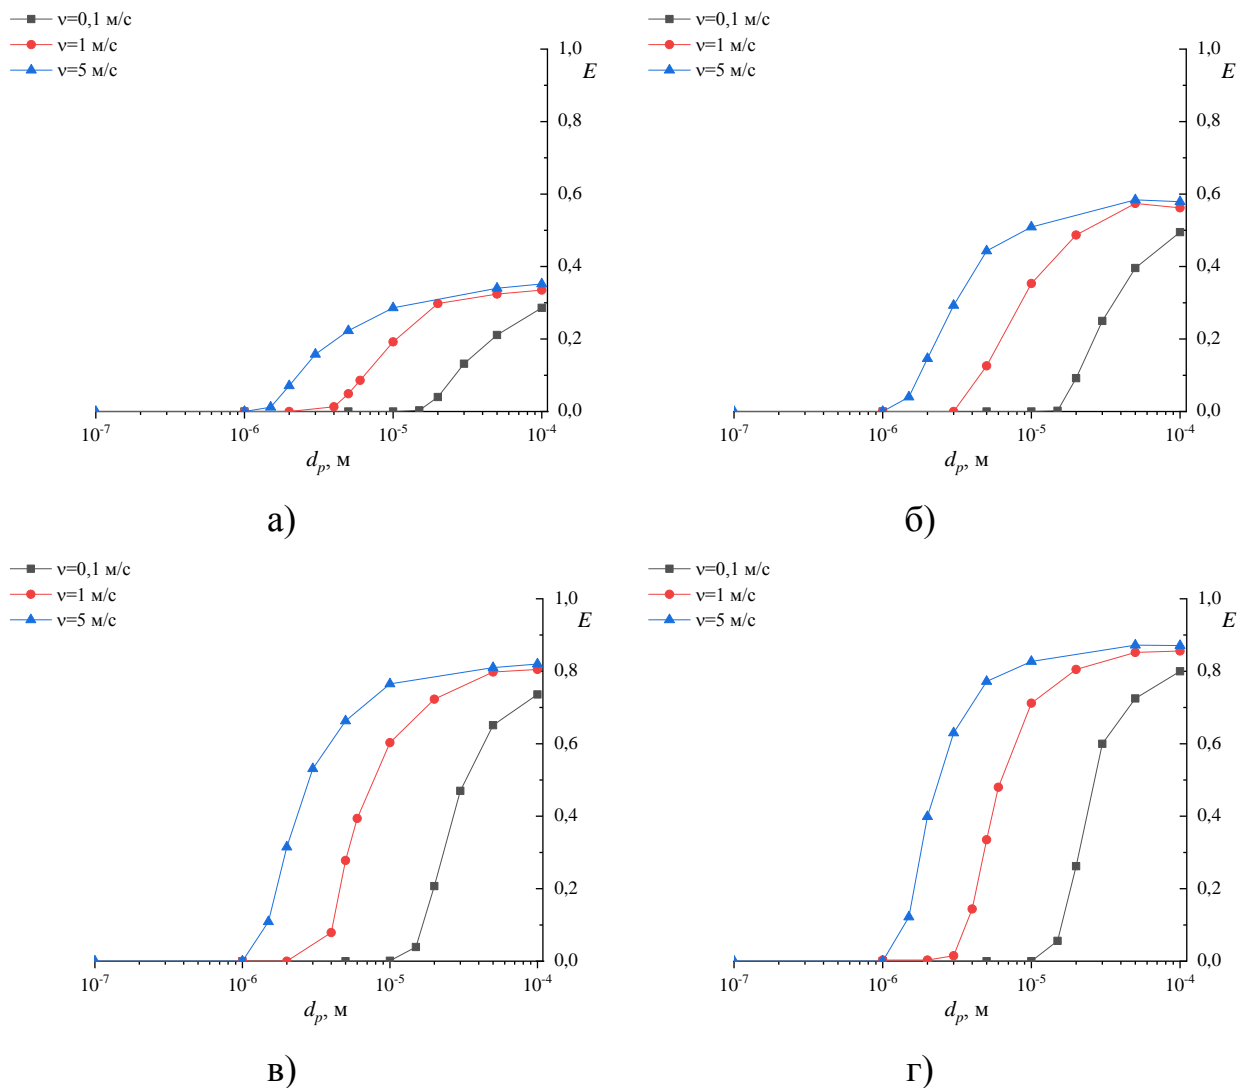 ν=0,1 м/с
ν=1 м/с
ν=5 м/с
1,0
E
0,8
0,6
0,4
0,2
0,0
10⁻⁷ 10⁻⁶ 10⁻⁵ 10⁻⁴
dₚ, м
а)
ν=0,1 м/с
ν=1 м/с
ν=5 м/с
1,0
E
0,8
0,6
0,4
0,2
0,0
10⁻⁷ 10⁻⁶ 10⁻⁵ 10⁻⁴
dₚ, м
б)
ν=0,1 м/с
ν=1 м/с
ν=5 м/с
1,0
E
0,8
0,6
0,4
0,2
0,0
10⁻⁷ 10⁻⁶ 10⁻⁵ 10⁻⁴
dₚ, м
в)
ν=0,1 м/с
ν=1 м/с
ν=5 м/с
1,0
E
0,8
0,6
0,4
0,2
0,0
10⁻⁷ 10⁻⁶ 10⁻⁵ 10⁻⁴
dₚ, м
г)